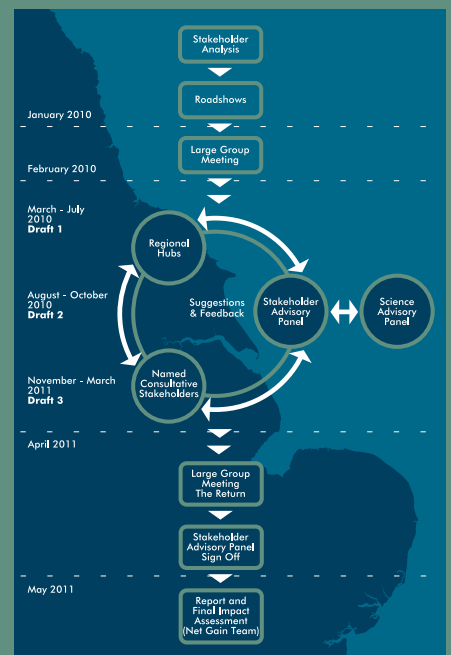 Stakeholder
Analysis
Roadshows
January 2010
Large Group
Meeting
February 2010
March - July
2010
Draft 1
Regional
Hubs
August - October
2010
Draft 2
Suggestions
& Feedback
Stakeholder
Advisory
Panel
Science
Advisory
Panel
November - March
2011
Draft 3
Named
Consultative
Stakeholders
April 2011
Large Group
Meeting
The Return
Stakeholder
Advisory Panel
Sign Off
May 2011
Report and
Final Impact
Assessment
(Net Gain Team)